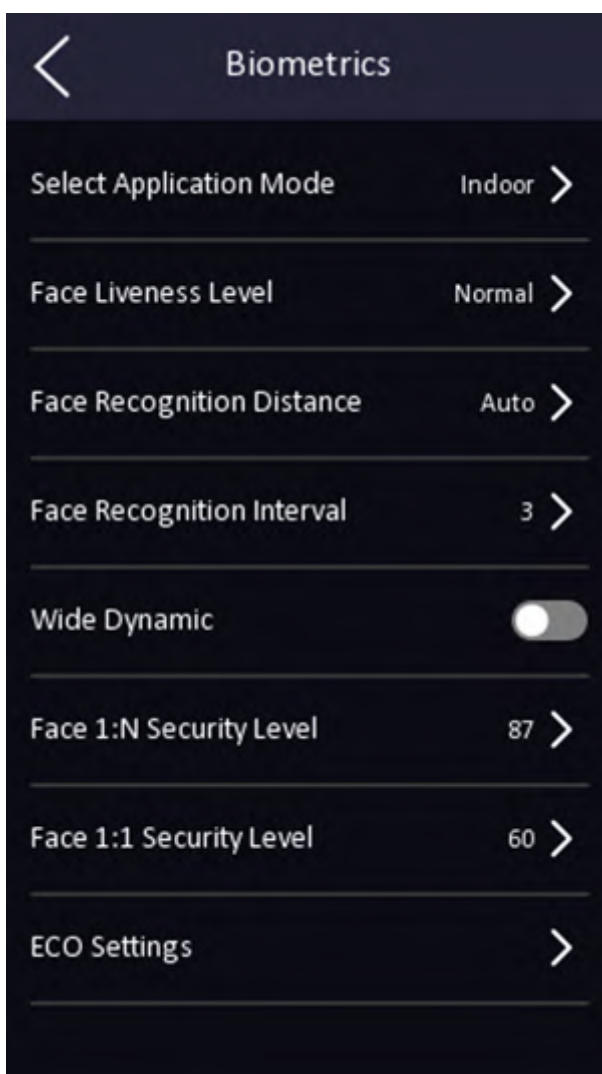 Biometrics
Select Application Mode Indoor
Face Liveness Level Normal
Face Recognition Distance Auto
Face Recognition Interval 3
Wide Dynamic
Face 1:N Security Level 87
Face 1:1 Security Level 60
ECO Settings